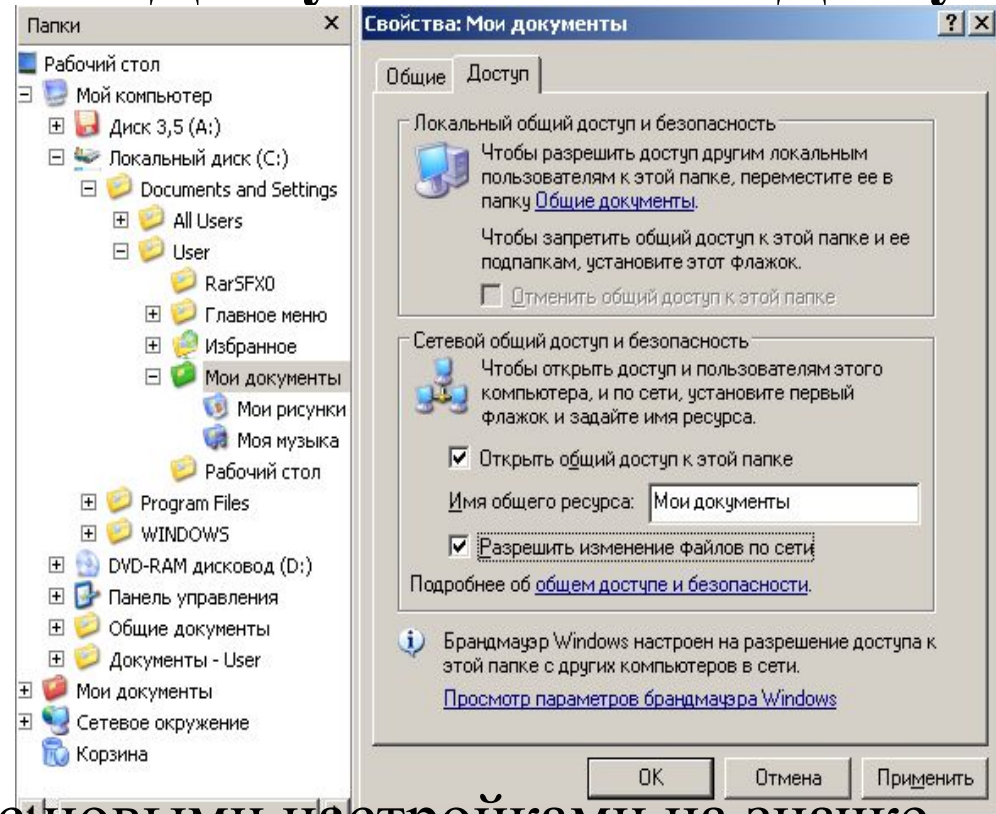 Папки
Рабочий стол
Мой компьютер
Диск 3,5 (A:)
Локальный диск (C:)
Documents and Settings
All Users
User
RarSFX0
Главное меню
Избранное
Мои документы
Мои рисунки
Моя музыка
Рабочий стол
Program Files
WINDOWS
DVD-RAM дисковод (D:)
Панель управления
Общие документы
Документы - User
Мои документы
Сетевое окружение
Корзина
Свойства: Мои документы
Общие
Доступ
Локальный общий доступ и безопасность
Чтобы разрешить доступ другим локальным
пользователям к этой папке, переместите ее в
папку Общие документы.
Чтобы запретить общий доступ к этой папке и ее
подпапкам, установите этот флажок.
Отменить общий доступ к этой папке
Сетевой общий доступ и безопасность
Чтобы открыть доступ и пользователям этого
компьютера, и по сети, установите первый
флажок и задайте имя ресурса.
Открыть общий доступ к этой папке
Имя общего ресурса: Мои документы
Разрешить изменение файлов по сети
Подробнее об общем доступе и безопасности.
Брандмауэр Windows настроен на разрешение доступа к
этой папке с других компьютеров в сети.
Просмотр параметров брандмауэра Windows
OK
Отмена
Применить
настройками на значке